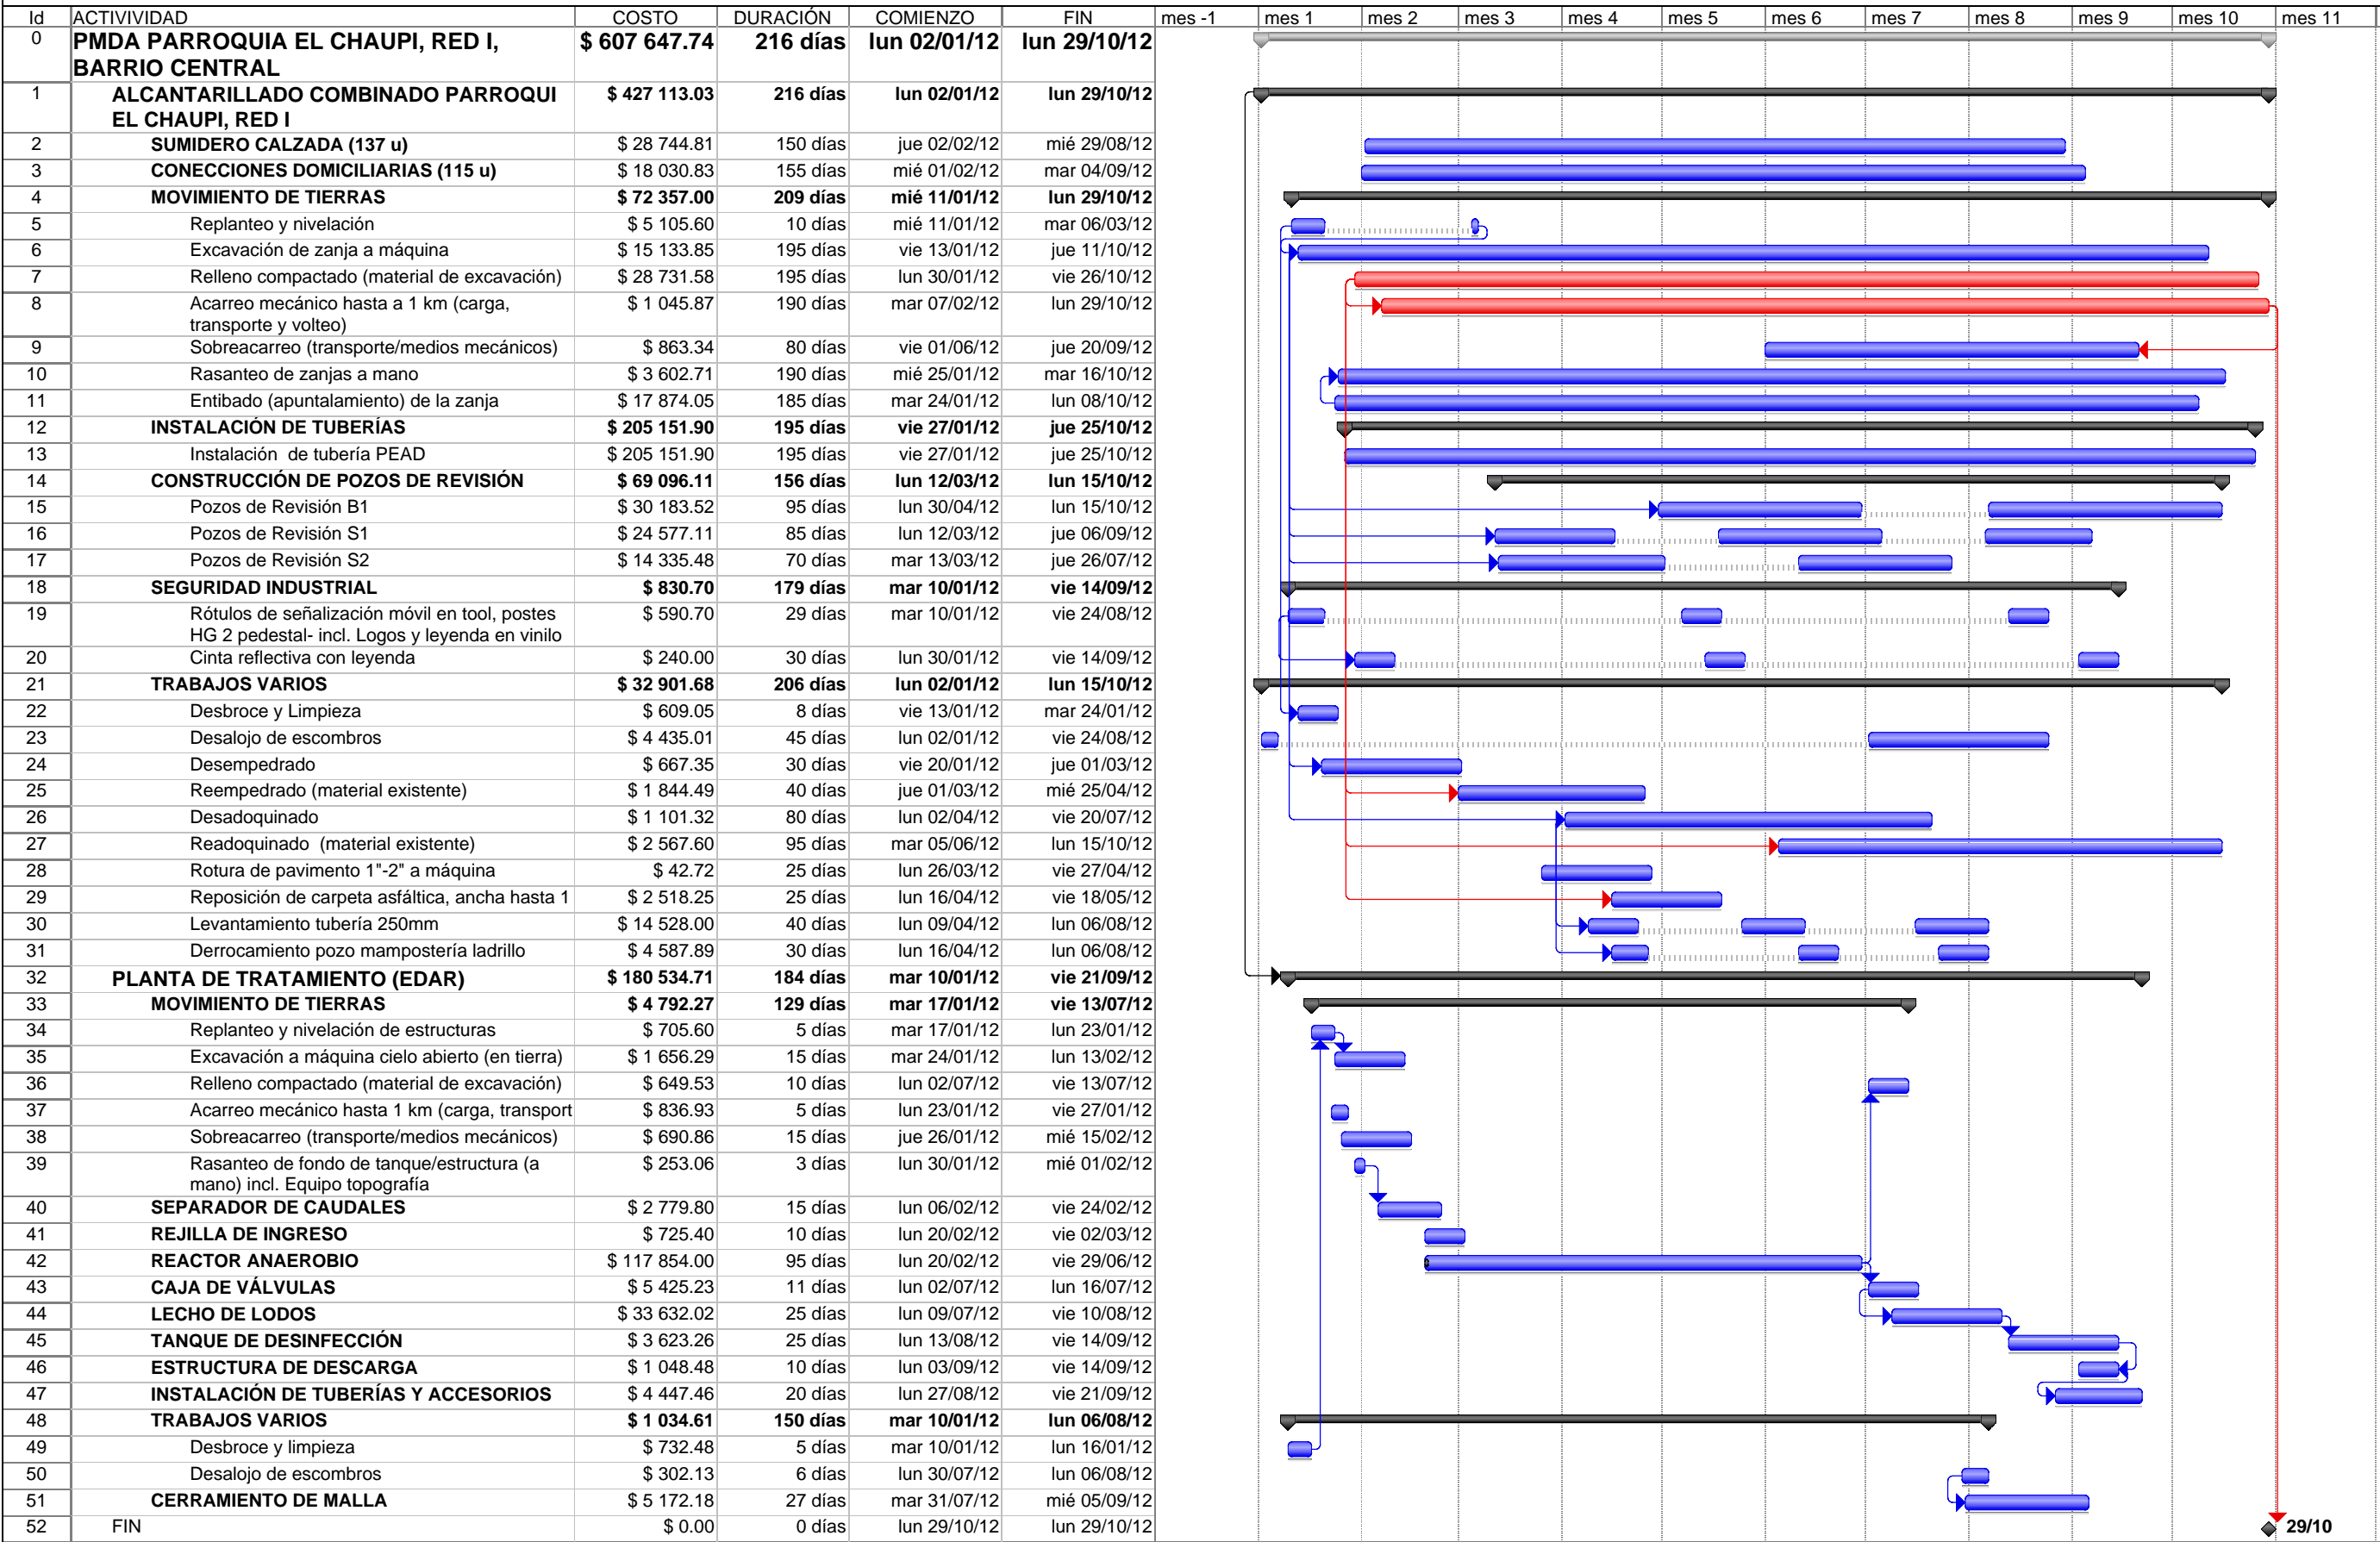 Id ACTIVIVIDAD COSTO DURACIÓN COMIENZO FIN mes -1 mes 1 mes 2 mes 3 mes 4 mes 5 mes 6 mes 7 mes 8 mes 9 mes 10 mes 11
0 PMDA PARROQUIA EL CHAUPI, RED I, $ 607 647.74 216 días lun 02/01/12 lun 29/10/12
BARRIO CENTRAL
1 ALCANTARILLADO COMBINADO PARROQUI $ 427 113.03 216 días lun 02/01/12 lun 29/10/12
EL CHAUPI, RED I
2 SUMIDERO CALZADA (137 u) $ 28 744.81 150 días jue 02/02/12 mié 29/08/12
3 CONECCIONES DOMICILIARIAS (115 u) $ 18 030.83 155 días mié 01/02/12 mar 04/09/12
4 MOVIMIENTO DE TIERRAS $ 72 357.00 209 días mié 11/01/12 lun 29/10/12
5 Replanteo y nivelación $ 5 105.60 10 días mié 11/01/12 mar 06/03/12
6 Excavación de zanja a máquina $ 15 133.85 195 días vie 13/01/12 jue 11/10/12
7 Relleno compactado (material de excavación) $ 28 731.58 195 días lun 30/01/12 vie 26/10/12
8 Acarreo mecánico hasta a 1 km (carga, $ 1 045.87 190 días mar 07/02/12 lun 29/10/12
transporte y volteo)
9 Sobreacarreo (transporte/medios mecánicos) $ 863.34 80 días vie 01/06/12 jue 20/09/12
10 Rasanteo de zanjas a mano $ 3 602.71 190 días mié 25/01/12 mar 16/10/12
11 Entibado (apuntalamiento) de la zanja $ 17 874.05 185 días mar 24/01/12 lun 08/10/12
12 INSTALACIÓN DE TUBERÍAS $ 205 151.90 195 días vie 27/01/12 jue 25/10/12
13 Instalación de tubería PEAD $ 205 151.90 195 días vie 27/01/12 jue 25/10/12
14 CONSTRUCCIÓN DE POZOS DE REVISIÓN $ 69 096.11 156 días lun 12/03/12 lun 15/10/12
15 Pozos de Revisión B1 $ 30 183.52 95 días lun 30/04/12 lun 15/10/12
16 Pozos de Revisión S1 $ 24 577.11 85 días lun 12/03/12 jue 06/09/12
17 Pozos de Revisión S2 $ 14 335.48 70 días mar 13/03/12 jue 26/07/12
18 SEGURIDAD INDUSTRIAL $ 830.70 179 días mar 10/01/12 vie 14/09/12
19 Rótulos de señalización móvil en tool, postes $ 590.70 29 días mar 10/01/12 vie 24/08/12
HG 2 pedestal- incl. Logos y leyenda en vinilo
20 Cinta reflectiva con leyenda $ 240.00 30 días lun 30/01/12 vie 14/09/12
21 TRABAJOS VARIOS $ 32 901.68 206 días lun 02/01/12 lun 15/10/12
22 Desbroce y Limpieza $ 609.05 8 días vie 13/01/12 mar 24/01/12
23 Desalojo de escombros $ 4 435.01 45 días lun 02/01/12 vie 24/08/12
24 Desempedrado $ 667.35 30 días vie 20/01/12 jue 01/03/12
25 Reempedrado (material existente) $ 1 844.49 40 días jue 01/03/12 mié 25/04/12
26 Desadoquinado $ 1 101.32 80 días lun 02/04/12 vie 20/07/12
27 Readoquinado (material existente) $ 2 567.60 95 días mar 05/06/12 lun 15/10/12
28 Rotura de pavimento 1"-2" a máquina $ 42.72 25 días lun 26/03/12 vie 27/04/12
29 Reposición de carpeta asfáltica, ancha hasta 1 $ 2 518.25 25 días lun 16/04/12 vie 18/05/12
30 Levantamiento tubería 250mm $ 14 528.00 40 días lun 09/04/12 lun 06/08/12
31 Derrocamiento pozo mampostería ladrillo $ 4 587.89 30 días lun 16/04/12 lun 06/08/12
32 PLANTA DE TRATAMIENTO (EDAR) $ 180 534.71 184 días mar 10/01/12 vie 21/09/12
33 MOVIMIENTO DE TIERRAS $ 4 792.27 129 días mar 17/01/12 vie 13/07/12
34 Replanteo y nivelación de estructuras $ 705.60 5 días mar 17/01/12 lun 23/01/12
35 Excavación a máquina cielo abierto (en tierra) $ 1 656.29 15 días mar 24/01/12 lun 13/02/12
36 Relleno compactado (material de excavación) $ 649.53 10 días lun 02/07/12 vie 13/07/12
37 Acarreo mecánico hasta 1 km (carga, transport $ 836.93 5 días lun 23/01/12 vie 27/01/12
38 Sobreacarreo (transporte/medios mecánicos) $ 690.86 15 días jue 26/01/12 mié 15/02/12
39 Rasanteo de fondo de tanque/estructura (a $ 253.06 3 días lun 30/01/12 mié 01/02/12
mano) incl. Equipo topografía
40 SEPARADOR DE CAUDALES $ 2 779.80 15 días lun 06/02/12 vie 24/02/12
41 REJILLA DE INGRESO $ 725.40 10 días lun 20/02/12 vie 02/03/12
42 REACTOR ANAEROBIO $ 117 854.00 95 días lun 20/02/12 vie 29/06/12
43 CAJA DE VÁLVULAS $ 5 425.23 11 días lun 02/07/12 lun 16/07/12
44 LECHO DE LODOS $ 33 632.02 25 días lun 09/07/12 vie 10/08/12
45 TANQUE DE DESINFECCIÓN $ 3 623.26 25 días lun 13/08/12 vie 14/09/12
46 ESTRUCTURA DE DESCARGA $ 1 048.48 10 días lun 03/09/12 vie 14/09/12
47 INSTALACIÓN DE TUBERÍAS Y ACCESORIOS $ 4 447.46 20 días lun 27/08/12 vie 21/09/12
48 TRABAJOS VARIOS $ 1 034.61 150 días mar 10/01/12 lun 06/08/12
49 Desbroce y limpieza $ 732.48 5 días mar 10/01/12 lun 16/01/12
50 Desalojo de escombros $ 302.13 6 días lun 30/07/12 lun 06/08/12
51 CERRAMIENTO DE MALLA $ 5 172.18 27 días mar 31/07/12 mié 05/09/12
52 FIN $ 0.00 0 días lun 29/10/12 lun 29/10/12 29/10